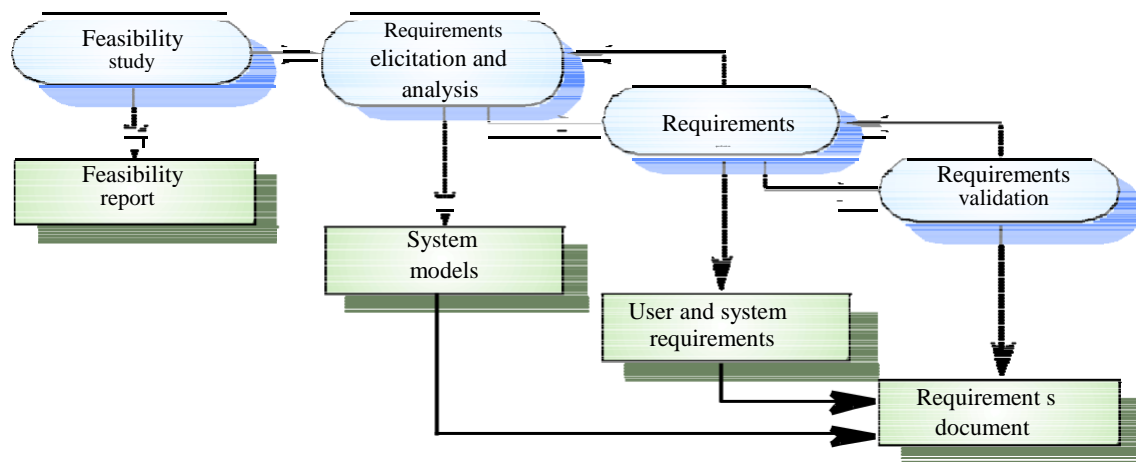 Feasibility
study
Requirements
elicitation and
analysis
Requirements
Requirements
validation
Feasibility
report
System
models
User and system
requirements
Requirement s
document